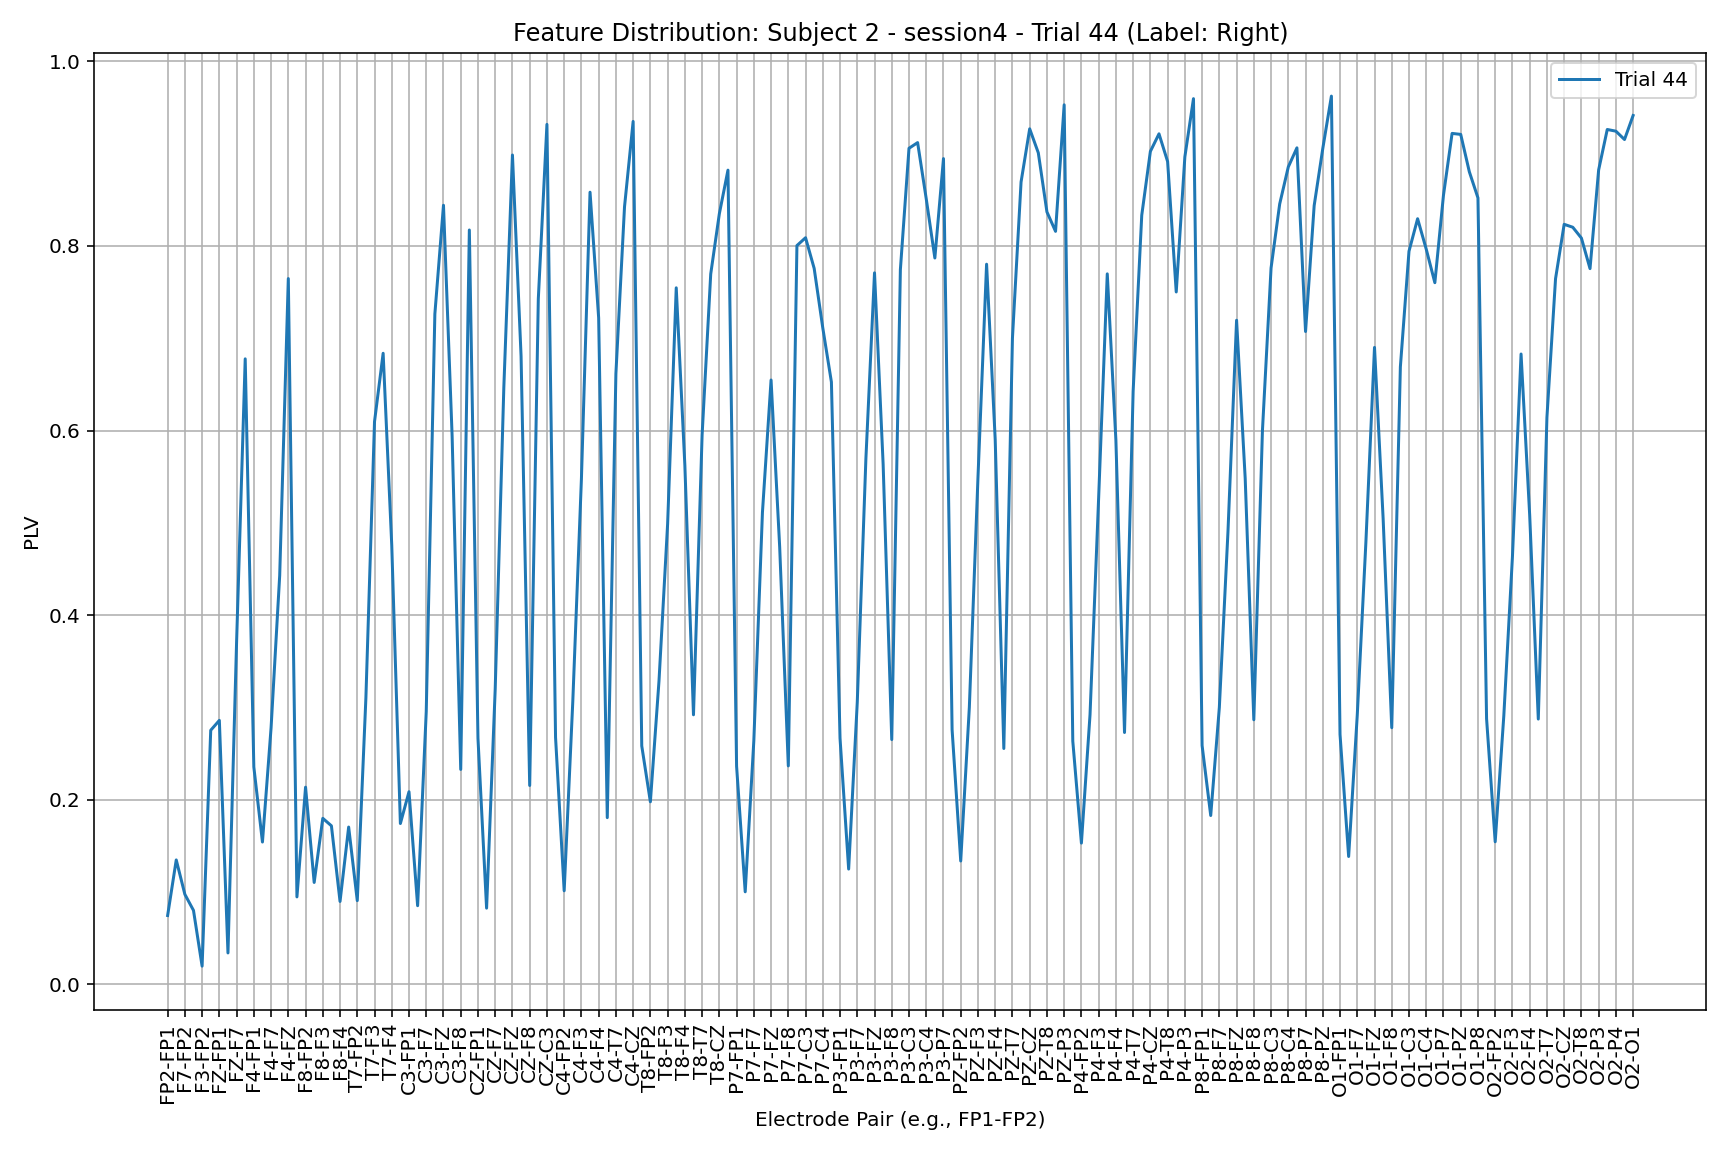 Feature Distribution: Subject 2 - session4 - Trial 44 (Label: Right)
Trial 44
1.0
0.8
0.6
0.4
0.2
0.0
PLV
FP2-FP1
F7-FP2
F3-FP2
FZ-FP1
FZ-F7
F4-FP1
F4-F7
F4-FZ
F8-FP2
F8-F3
F8-F4
T7-FP2
T7-F3
T7-F4
C3-FP1
C3-F7
C3-FZ
C3-F8
CZ-FP1
CZ-F7
CZ-FZ
CZ-F8
CZ-C3
C4-FP2
C4-F3
C4-F4
C4-T7
C4-CZ
T8-FP2
T8-F3
T8-F4
T8-T7
T8-CZ
P7-FP1
P7-F7
P7-FZ
P7-F8
P7-C3
P7-C4
P3-FP1
P3-F7
P3-FZ
P3-F8
P3-C3
P3-C4
P3-P7
PZ-FP2
PZ-F3
PZ-F4
PZ-T7
PZ-CZ
PZ-T8
PZ-P3
P4-FP2
P4-F3
P4-F4
P4-T7
P4-CZ
P4-T8
P4-P3
P8-FP1
P8-F7
P8-FZ
P8-F8
P8-C3
P8-C4
P8-P7
P8-PZ
O1-FP1
O1-F7
O1-FZ
O1-F8
O1-C3
O1-C4
O1-P7
O1-PZ
O1-P8
O2-FP2
O2-F3
O2-F4
O2-T7
O2-CZ
O2-T8
O2-P3
O2-P4
O2-O1
Electrode Pair (e.g., FP1-FP2)